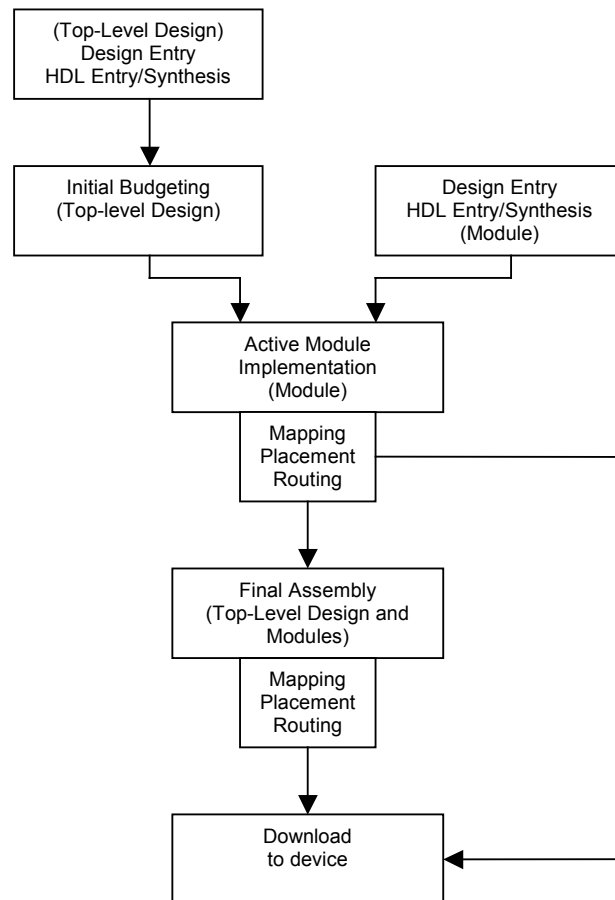 (Top-Level Design)
Design Entry
HDL Entry/Synthesis
Initial Budgeting
(Top-level Design)
Design Entry
HDL Entry/Synthesis
(Module)
Active Module
Implementation
(Module)
Mapping
Placement
Routing
Final Assembly
(Top-Level Design and
Modules)
Mapping
Placement
Routing
Download
to device